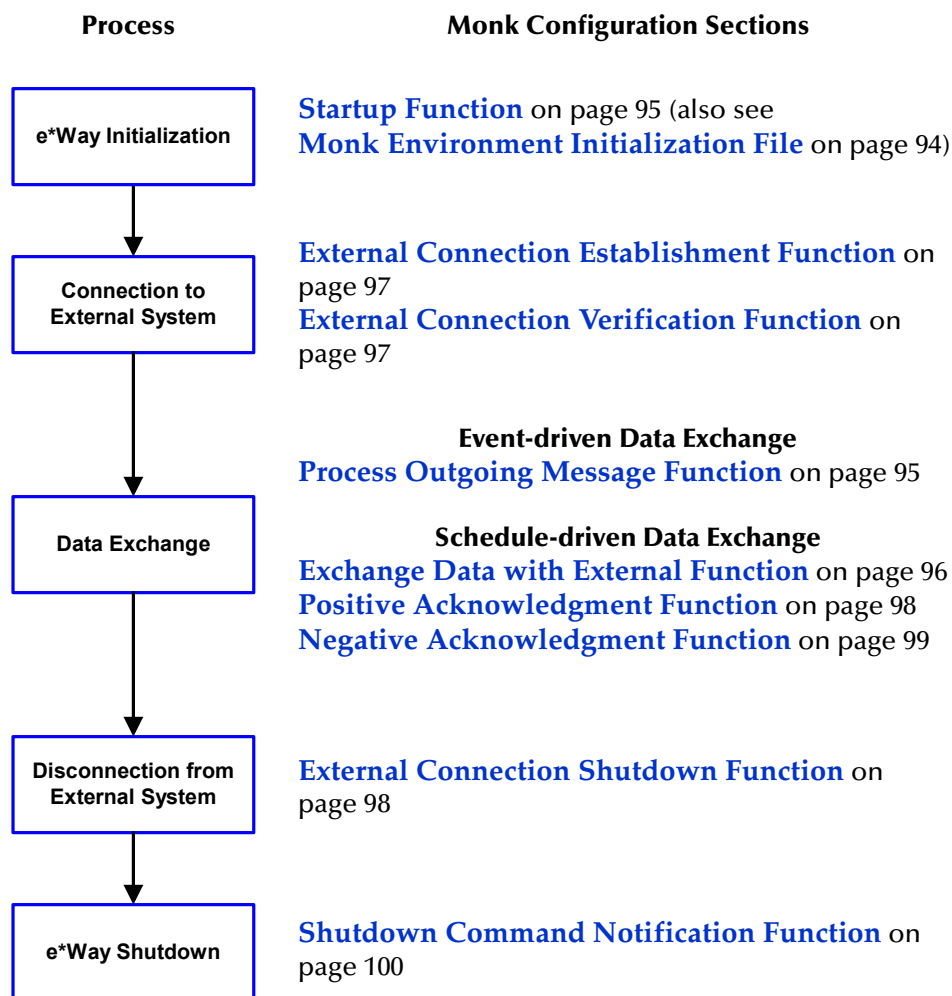 Process
Monk Configuration Sections
e*Way Initialization
Startup Function on page 95 (also see
Monk Environment Initialization File on page 94)
Connection to
External System
External Connection Establishment Function on
page 97
External Connection Verification Function on
page 97
Data Exchange
Event-driven Data Exchange
Process Outgoing Message Function on page 95
Schedule-driven Data Exchange
Exchange Data with External Function on page 96
Positive Acknowledgment Function on page 98
Negative Acknowledgment Function on page 99
Disconnection from
External System
External Connection Shutdown Function on
page 98
e*Way Shutdown
Shutdown Command Notification Function on
page 100